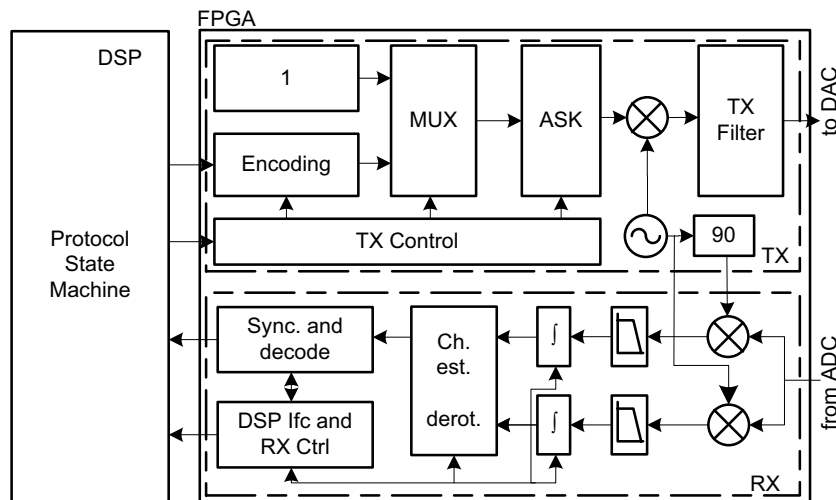 FPGA
DSP
1
MUX
ASK
TX
Filter
to DAC
Encoding
Protocol
State
Machine
TX Control
90
TX
Sync. and
decode
Ch.
est.
derot.
∫
∫
DSP Ifc and
RX Ctrl
from ADC
RX